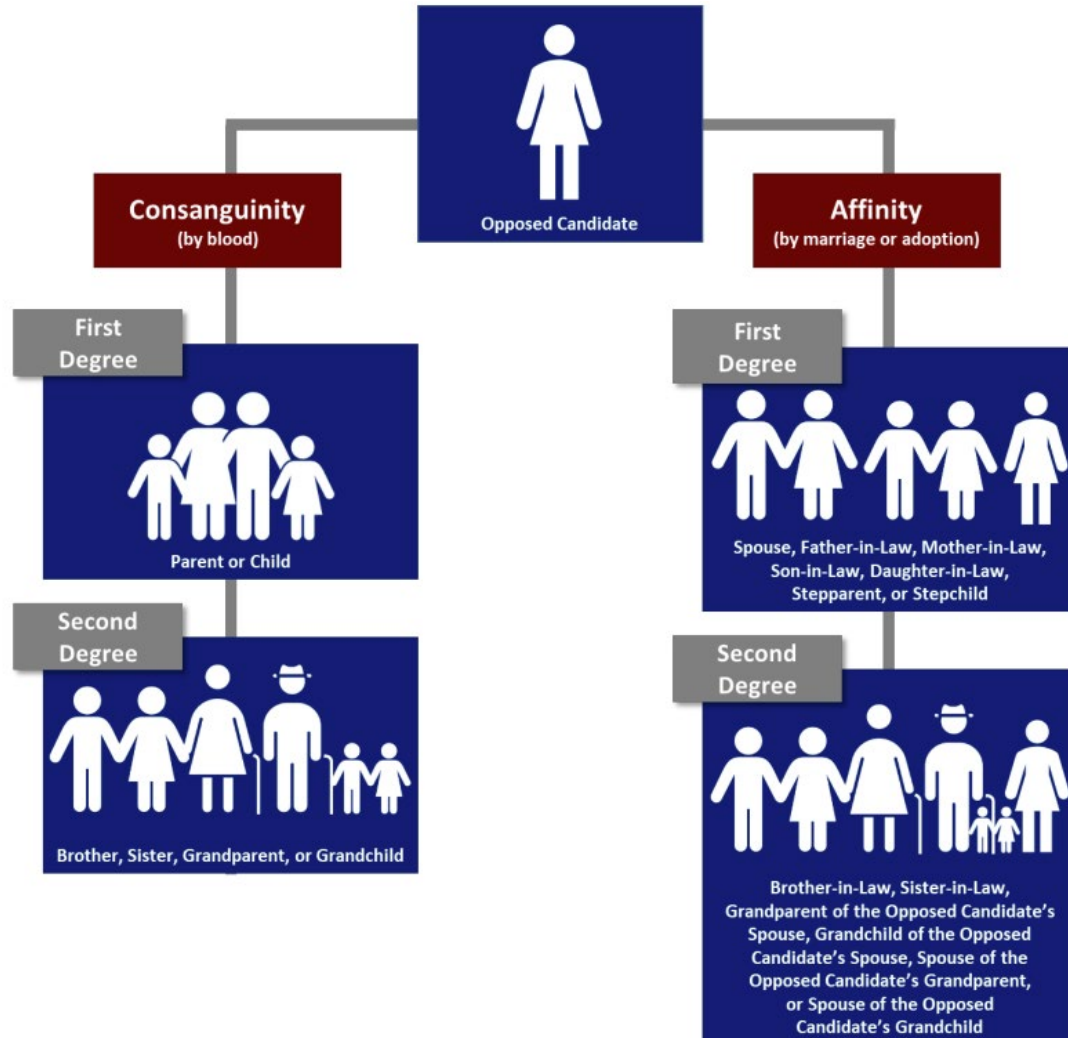 Opposed Candidate
Consanguinity
(by blood)
First
Degree
Parent or Child
Second
Degree
Brother, Sister, Grandparent, or Grandchild
Affinity
(by marriage or adoption)
First
Degree
Spouse, Father-in-Law, Mother-in-Law,
Son-in-Law, Daughter-in-Law,
Stepparent, or Stepchild
Second
Degree
Brother-in-Law, Sister-in-Law,
Grandparent of the Opposed Candidate’s
Spouse, Grandchild of the Opposed
Candidate’s Spouse, Spouse of the
Opposed Candidate’s Grandparent,
or Spouse of the Opposed
Candidate’s Grandchild